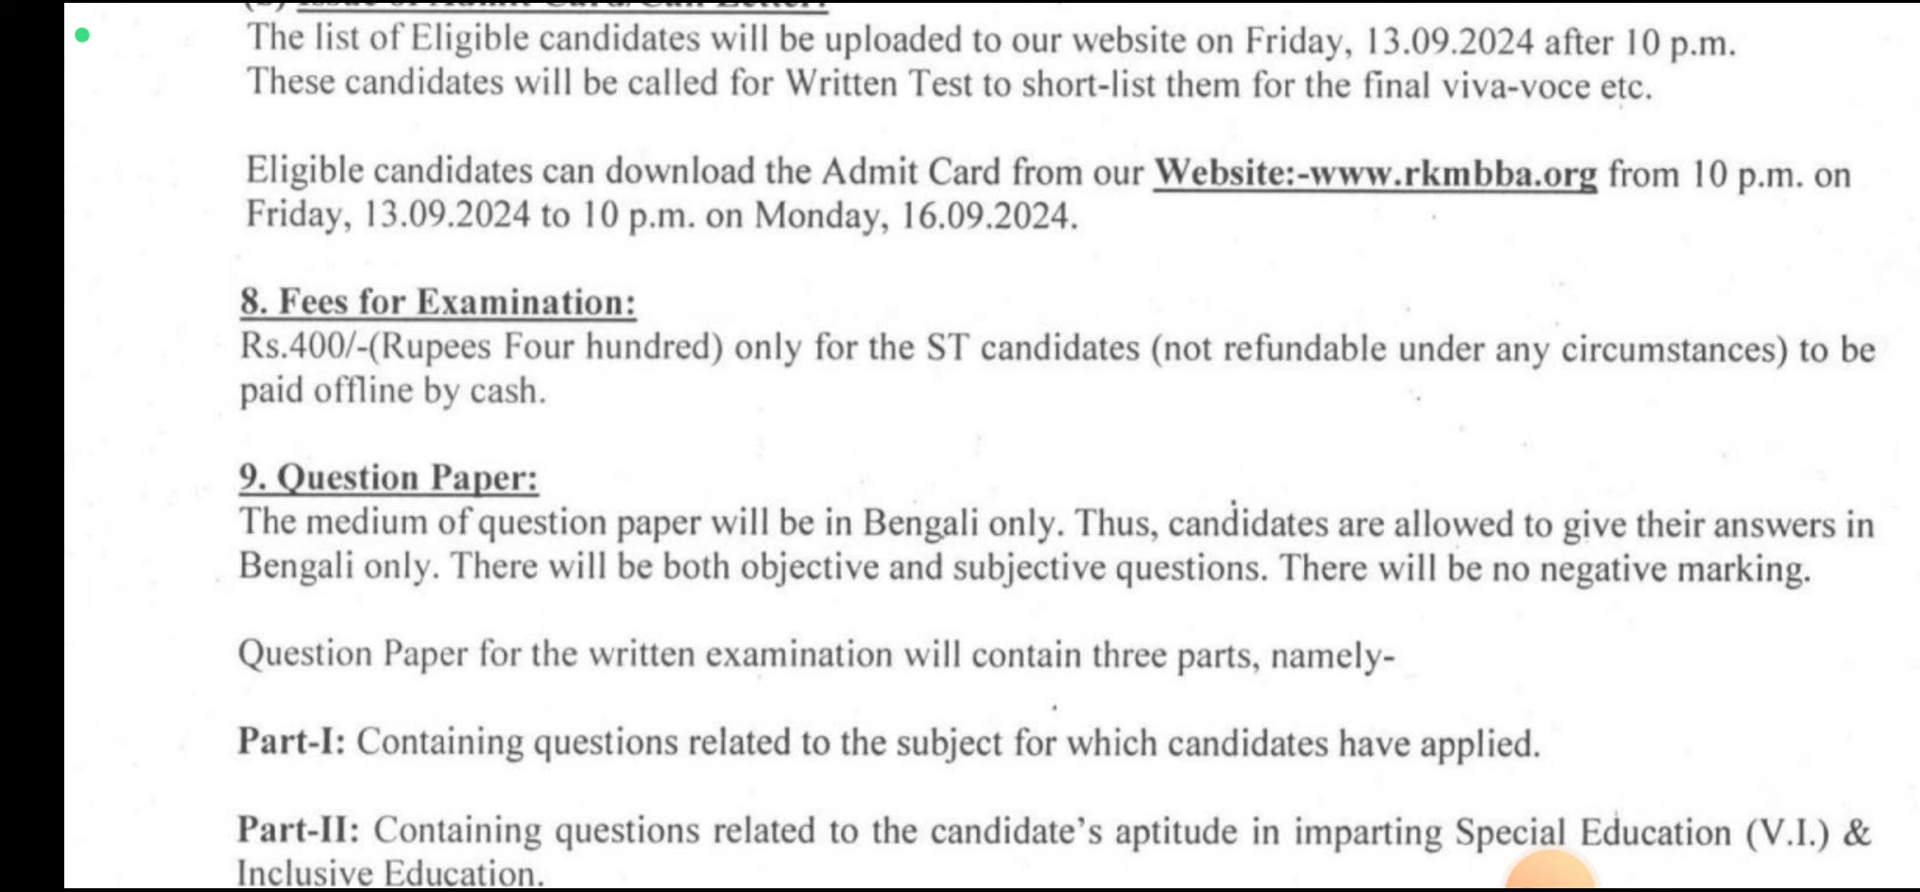 (b) Issue of Admit Card/Call Letter:
The list of Eligible candidates will be uploaded to our website on Friday, 13.09.2024 after 10 p.m.
These candidates will be called for Written Test to short-list them for the final viva-voce etc.
Eligible candidates can download the Admit Card from our Website:-www.rkmbba.org from 10 p.m. on
Friday, 13.09.2024 to 10 p.m. on Monday, 16.09.2024.
8. Fees for Examination:
Rs.400/-(Rupees Four hundred) only for the ST candidates (not refundable under any circumstances) to be
paid offline by cash.
9. Question Paper:
The medium of question paper will be in Bengali only. Thus, candidates are allowed to give their answers in
Bengali only. There will be both objective and subjective questions. There will be no negative marking.
Question Paper for the written examination will contain three parts, namely-
Part-I: Containing questions related to the subject for which candidates have applied.
Part-II: Containing questions related to the candidate's aptitude in imparting Special Education (V.I.) &
Inclusive Education.